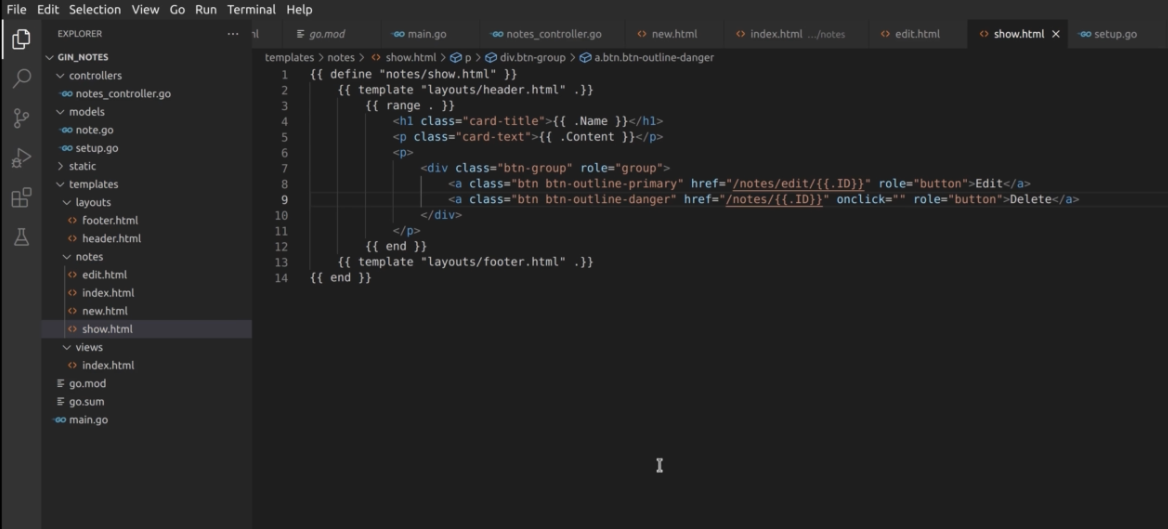 File Edit Selection View Go Run Terminal Help
EXPLORER ...
GIN_NOTES
controllers
notes_controller.go
models
note.go
setup.go
static
templates
layouts
footer.html
header.html
notes
edit.html
index.html
new.html
show.html
views
index.html
go.mod
go.sum
main.go
go.mod main.go notes_controller.go new.html index.html .../notes edit.html show.html setup.go
templates > notes > show.html > p > div.btn-group > a.btn.btn-outline-danger
1 {{ define "notes/show.html" }}
2 {{ template "layouts/header.html" .}}
3 {{ range . }}
4 <h1 class="card-title">{{ .Name }}</h1>
5 <p class="card-text">{{ .Content }}</p>
6 <p>
7 <div class="btn-group" role="group">
8 <a class="btn btn-outline-primary" href="/notes/edit/{{.ID}}" role="button">Edit</a>
9 <a class="btn btn-outline-danger" href="/notes/{{.ID}}" onclick="" role="button">Delete</a>
10 </div>
11 </p>
12 {{ end }}
13 {{ template "layouts/footer.html" .}}
14 {{ end }}